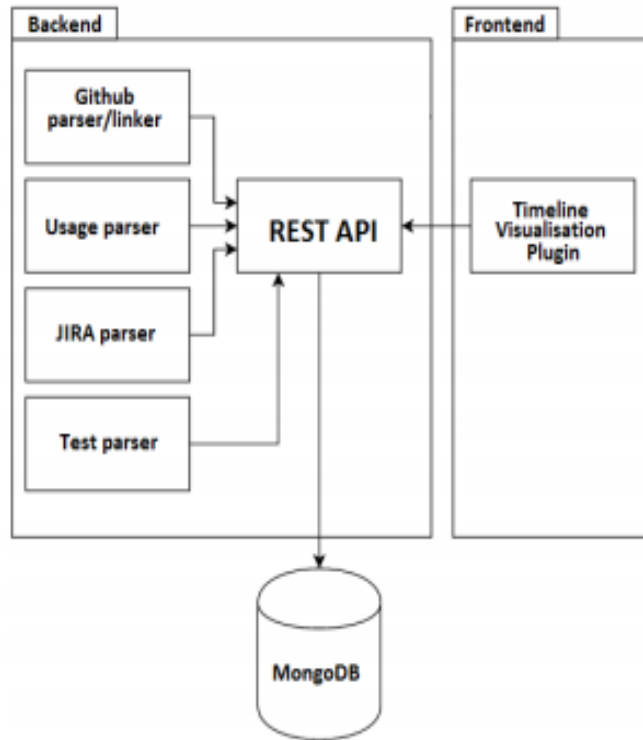 Backend
Frontend
Github
parser/linker
Usage parser
JIRA parser
Test parser
REST API
Timeline
Visualisation
Plugin
MongoDB